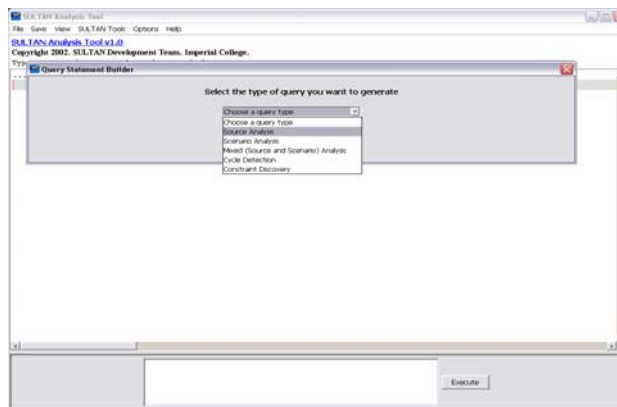 SULTAN Analysis Tool
File Save View SULTAN Tools Options Help
SULTAN Analysis Tool v1.0
Copyright 2002. SULTAN Development Team, Imperial College.
Typ
Query Statement Builder
Select the type of query you want to generate
Choose a query type
Choose a query type
Source Analysis
Scenario Analysis
Mixed (Source and Scenario) Analysis
Cycle Detection
Constraint Discovery
Execute